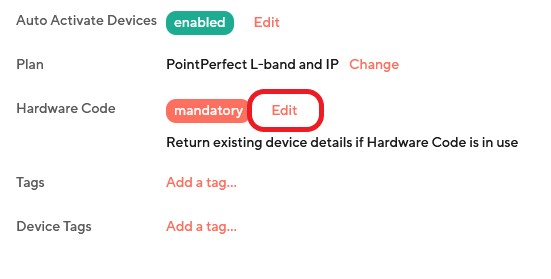 Auto Activate Devices enabled Edit
Plan PointPerfect L-band and IP Change
Hardware Code mandatory Edit
Return existing device details if Hardware Code is in use
Tags Add a tag...
Device Tags Add a tag...